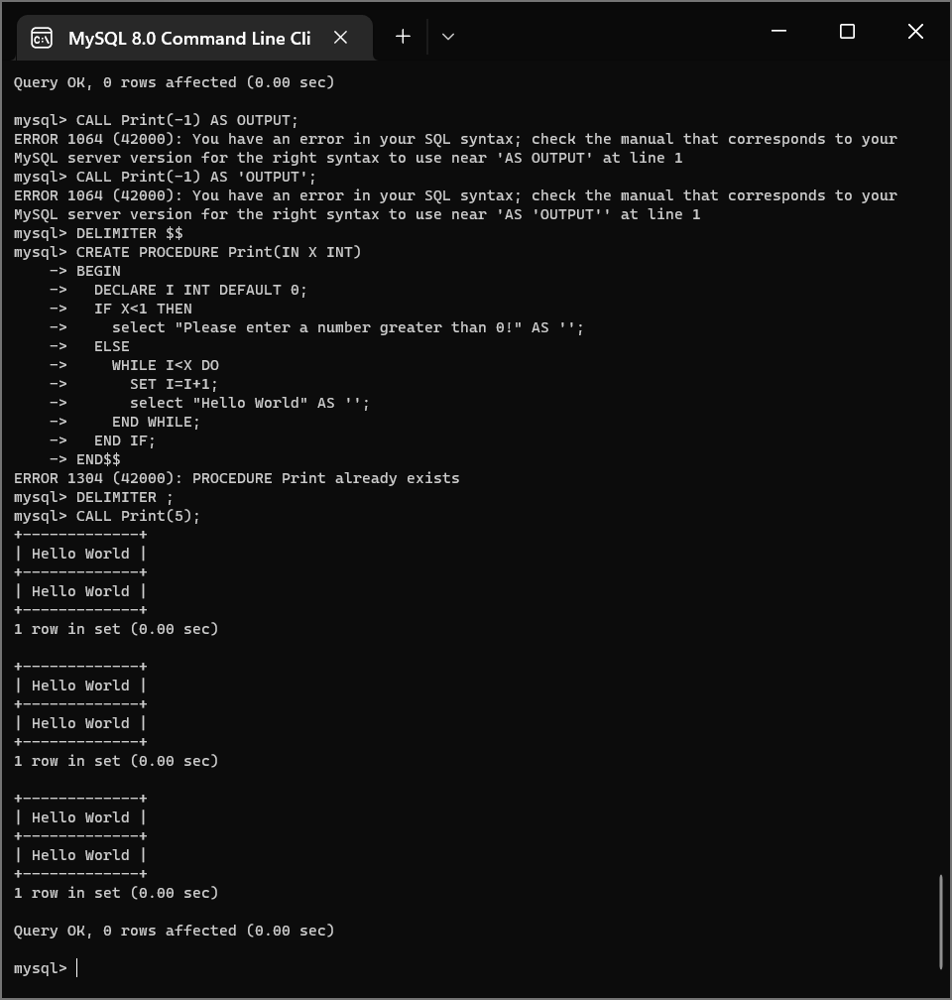 MySQL 8.0 Command Line Cli
Query OK, 0 rows affected (0.00 sec)
mysql> CALL Print(-1) AS OUTPUT;
ERROR 1064 (42000): You have an error in your SQL syntax; check the manual that corresponds to your
MySQL server version for the right syntax to use near 'AS OUTPUT' at line 1
mysql> CALL Print(-1) AS 'OUTPUT';
ERROR 1064 (42000): You have an error in your SQL syntax; check the manual that corresponds to your
MySQL server version for the right syntax to use near 'AS 'OUTPUT'' at line 1
mysql> DELIMITER $$
mysql> CREATE PROCEDURE Print(IN X INT)
    -> BEGIN
    ->   DECLARE I INT DEFAULT 0;
    ->   IF X<1 THEN
    ->     select "Please enter a number greater than 0!" AS '';
    ->   ELSE
    ->     WHILE I<X DO
    ->       SET I=I+1;
    ->       select "Hello World" AS '';
    ->     END WHILE;
    ->   END IF;
    -> END$$
ERROR 1304 (42000): PROCEDURE Print already exists
mysql> DELIMITER ;
mysql> CALL Print(5);
+-------------+
| Hello World |
+-------------+
| Hello World |
+-------------+
1 row in set (0.00 sec)
+-------------+
| Hello World |
+-------------+
| Hello World |
+-------------+
1 row in set (0.00 sec)
+-------------+
| Hello World |
+-------------+
| Hello World |
+-------------+
1 row in set (0.00 sec)
Query OK, 0 rows affected (0.00 sec)
mysql>